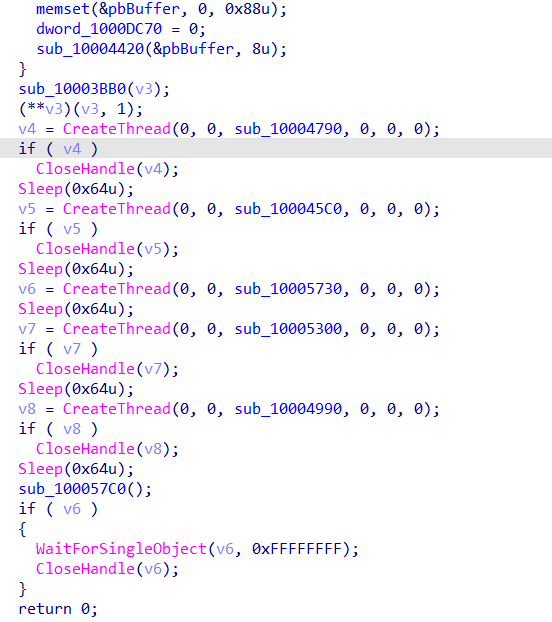 memset(&pbBuffer, 0, 0x88u);
dword_1000DC70 = 0;
sub_10004420(&pbBuffer, 8u);
}
sub_10003BB0(v3);
(**v3)(v3, 1);
v4 = CreateThread(0, 0, sub_10004790, 0, 0, 0);
if ( v4 )
CloseHandle(v4);
Sleep(0x64u);
v5 = CreateThread(0, 0, sub_100045C0, 0, 0, 0);
if ( v5 )
CloseHandle(v5);
Sleep(0x64u);
v6 = CreateThread(0, 0, sub_10005730, 0, 0, 0);
Sleep(0x64u);
v7 = CreateThread(0, 0, sub_10005300, 0, 0, 0);
if ( v7 )
CloseHandle(v7);
Sleep(0x64u);
v8 = CreateThread(0, 0, sub_10004990, 0, 0, 0);
if ( v8 )
CloseHandle(v8);
Sleep(0x64u);
sub_100057C0();
if ( v6 )
{
WaitForSingleObject(v6, 0xFFFFFFFF);
CloseHandle(v6);
}
return 0;